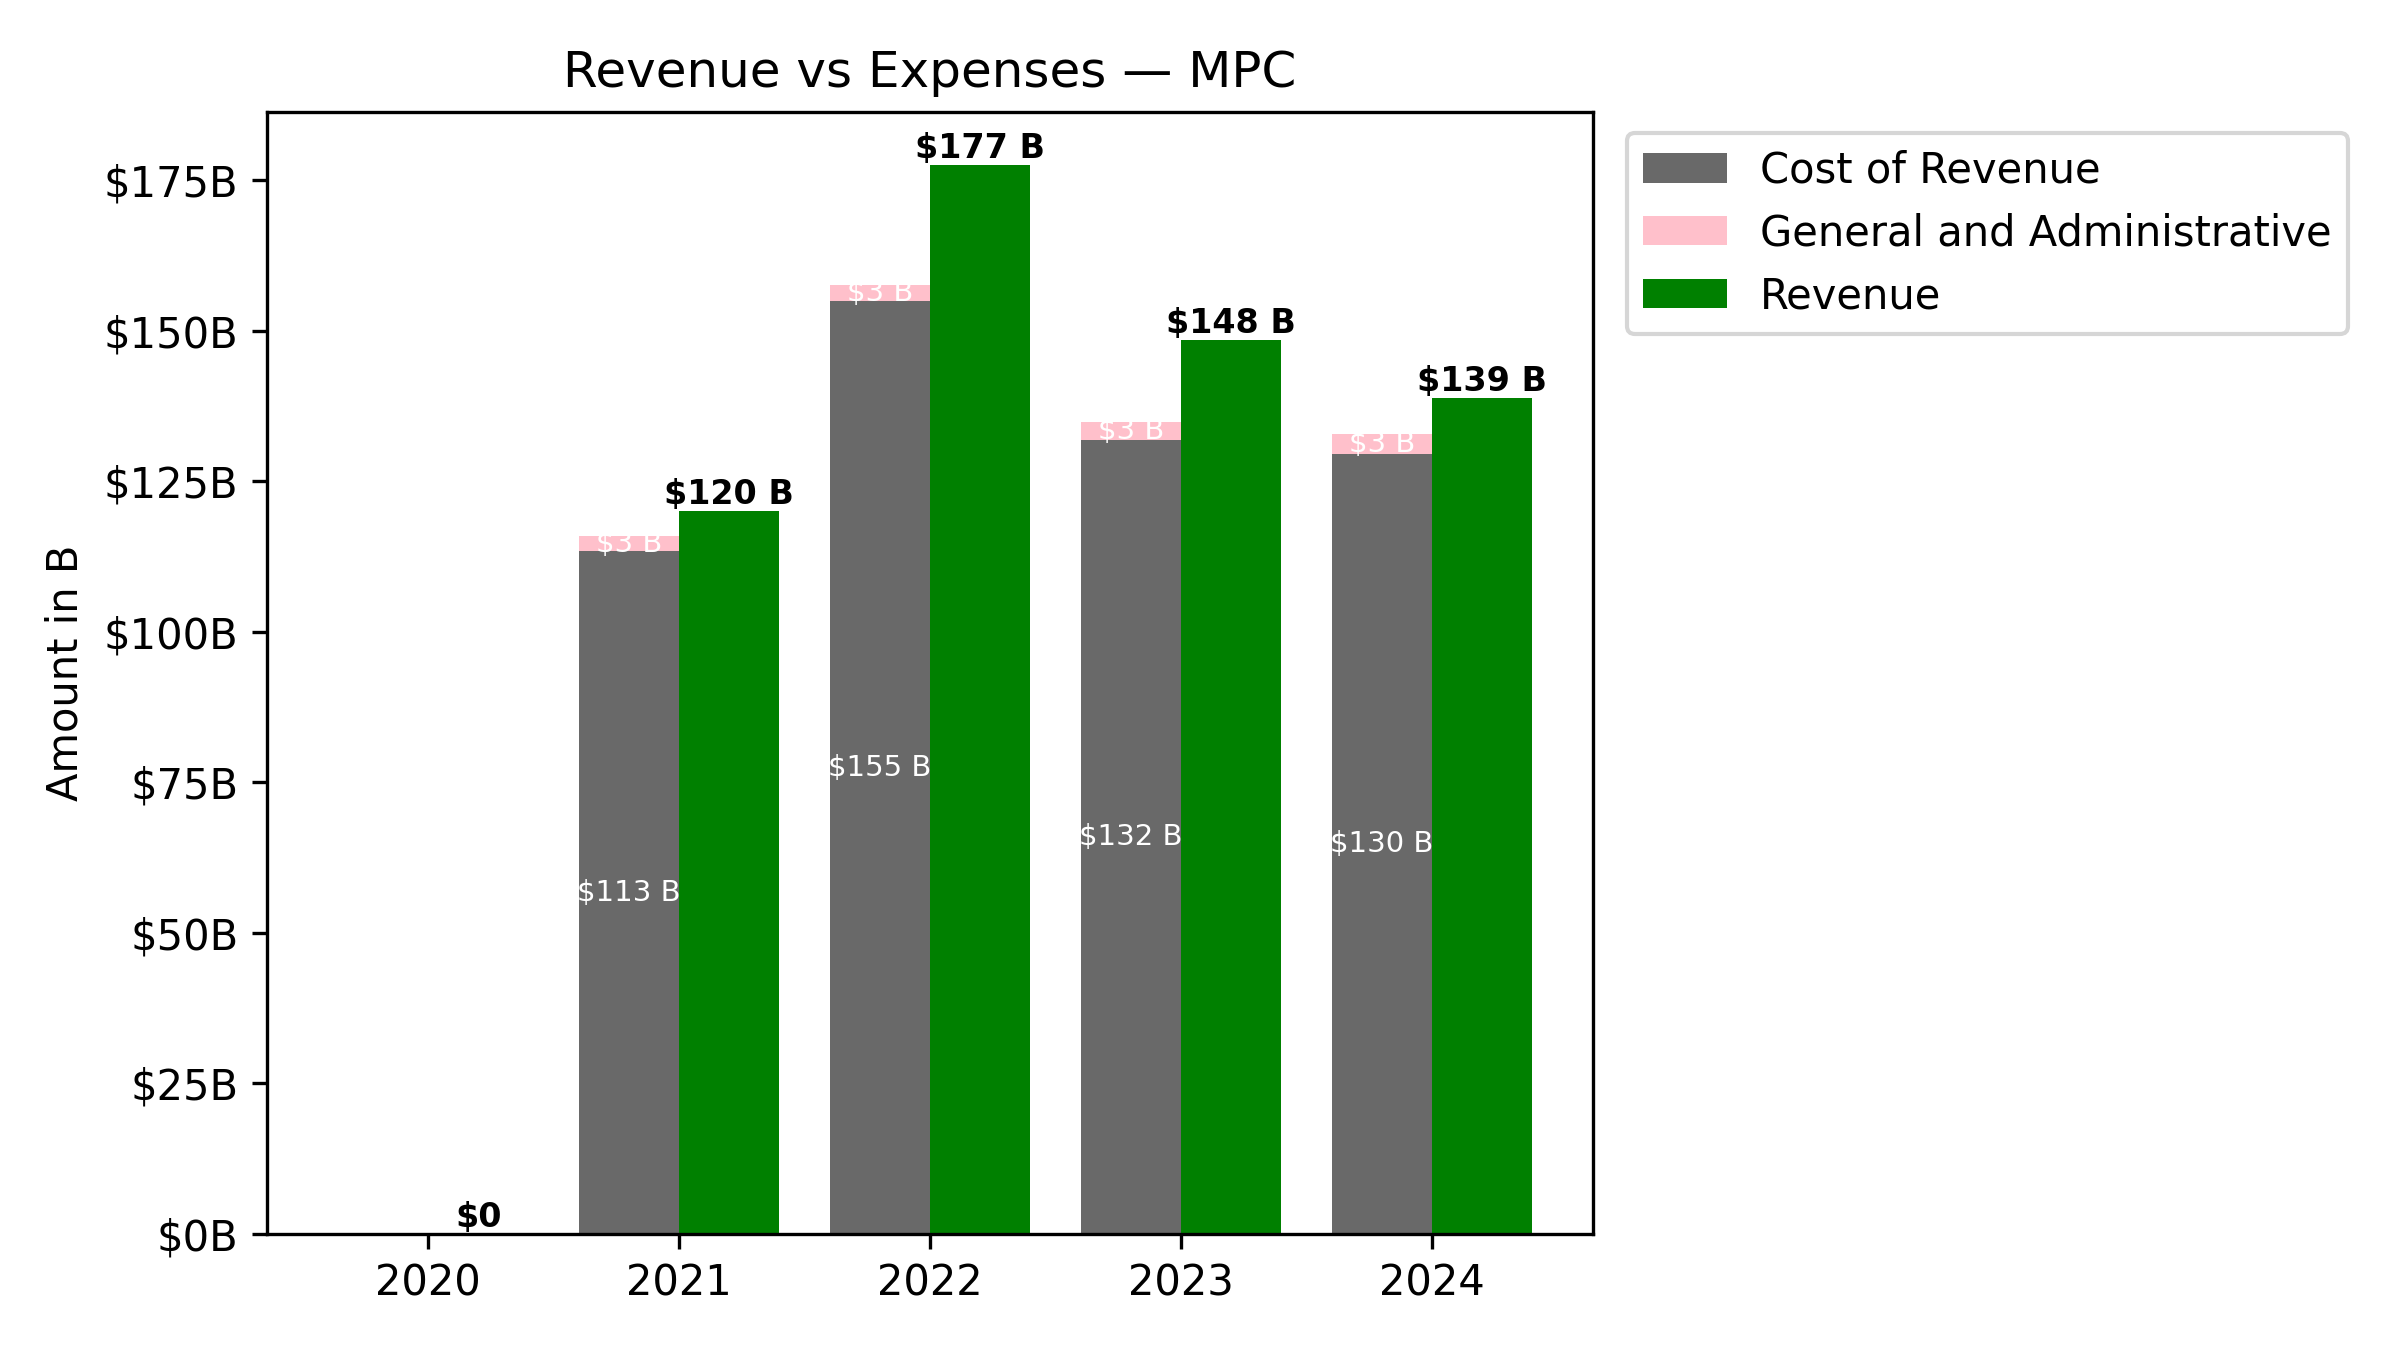 Revenue vs Expenses — MPC
Cost of Revenue
General and Administrative
Revenue
Amount in B
$175B
$150B
$125B
$100B
$75B
$50B
$25B
$0B
$0
$3 B
$113 B
$120 B
$3 B
$155 B
$177 B
$3 B
$132 B
$148 B
$3 B
$130 B
$139 B
2020
2021
2022
2023
2024